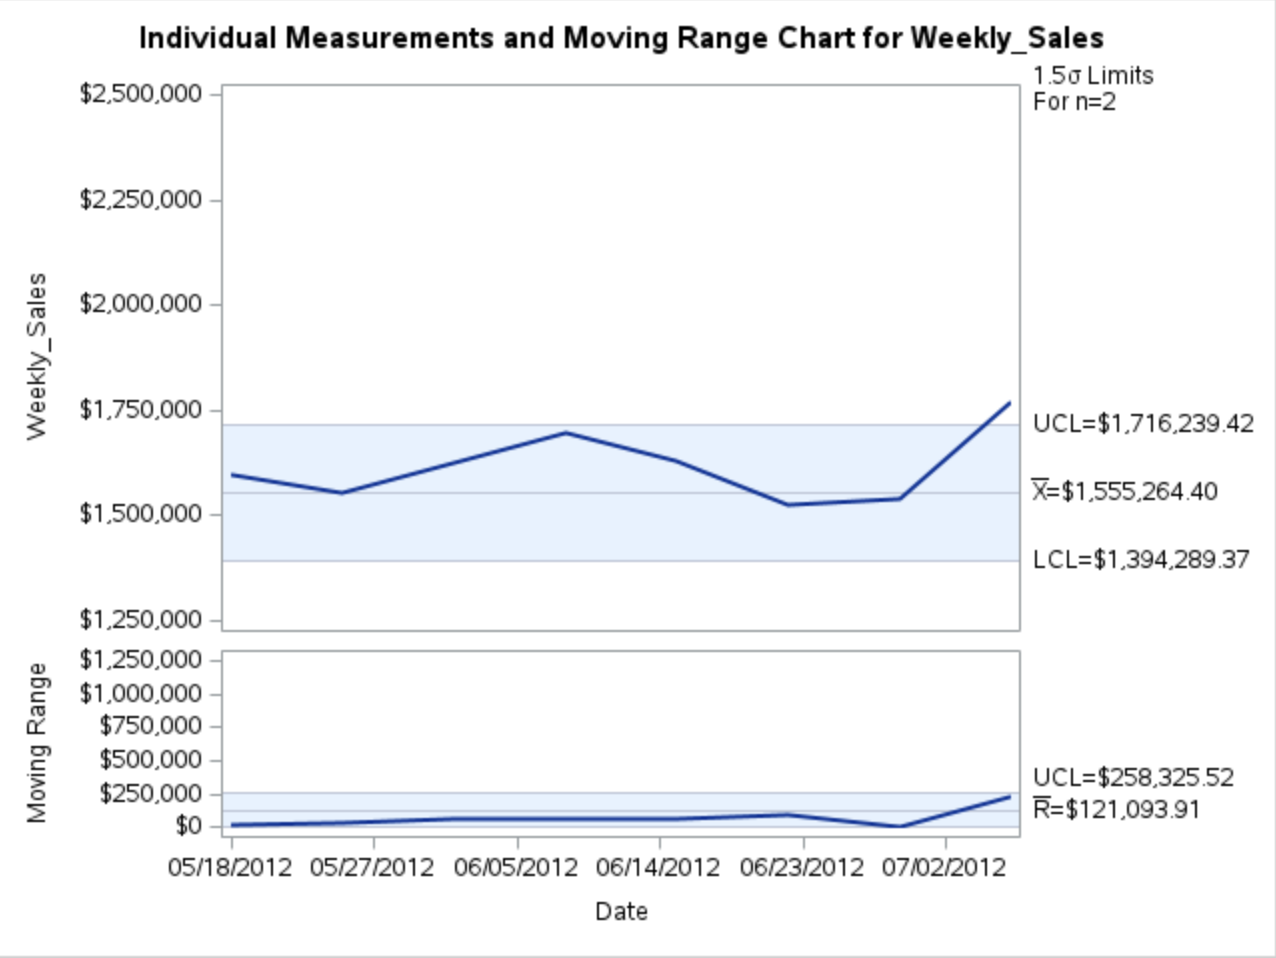 Individual Measurements and Moving Range Chart for Weekly_Sales
1.5σ Limits
For n=2
$2,500,000
$2,250,000
$2,000,000
$1,750,000
$1,500,000
$1,250,000
Weekly_Sales
UCL=$1,716,239.42
X̅=$1,555,264.40
LCL=$1,394,289.37
$1,250,000
$1,000,000
$750,000
$500,000
$250,000
$0
Moving Range
UCL=$258,325.52
R̅=$121,093.91
05/18/2012 05/27/2012 06/05/2012 06/14/2012 06/23/2012 07/02/2012
Date